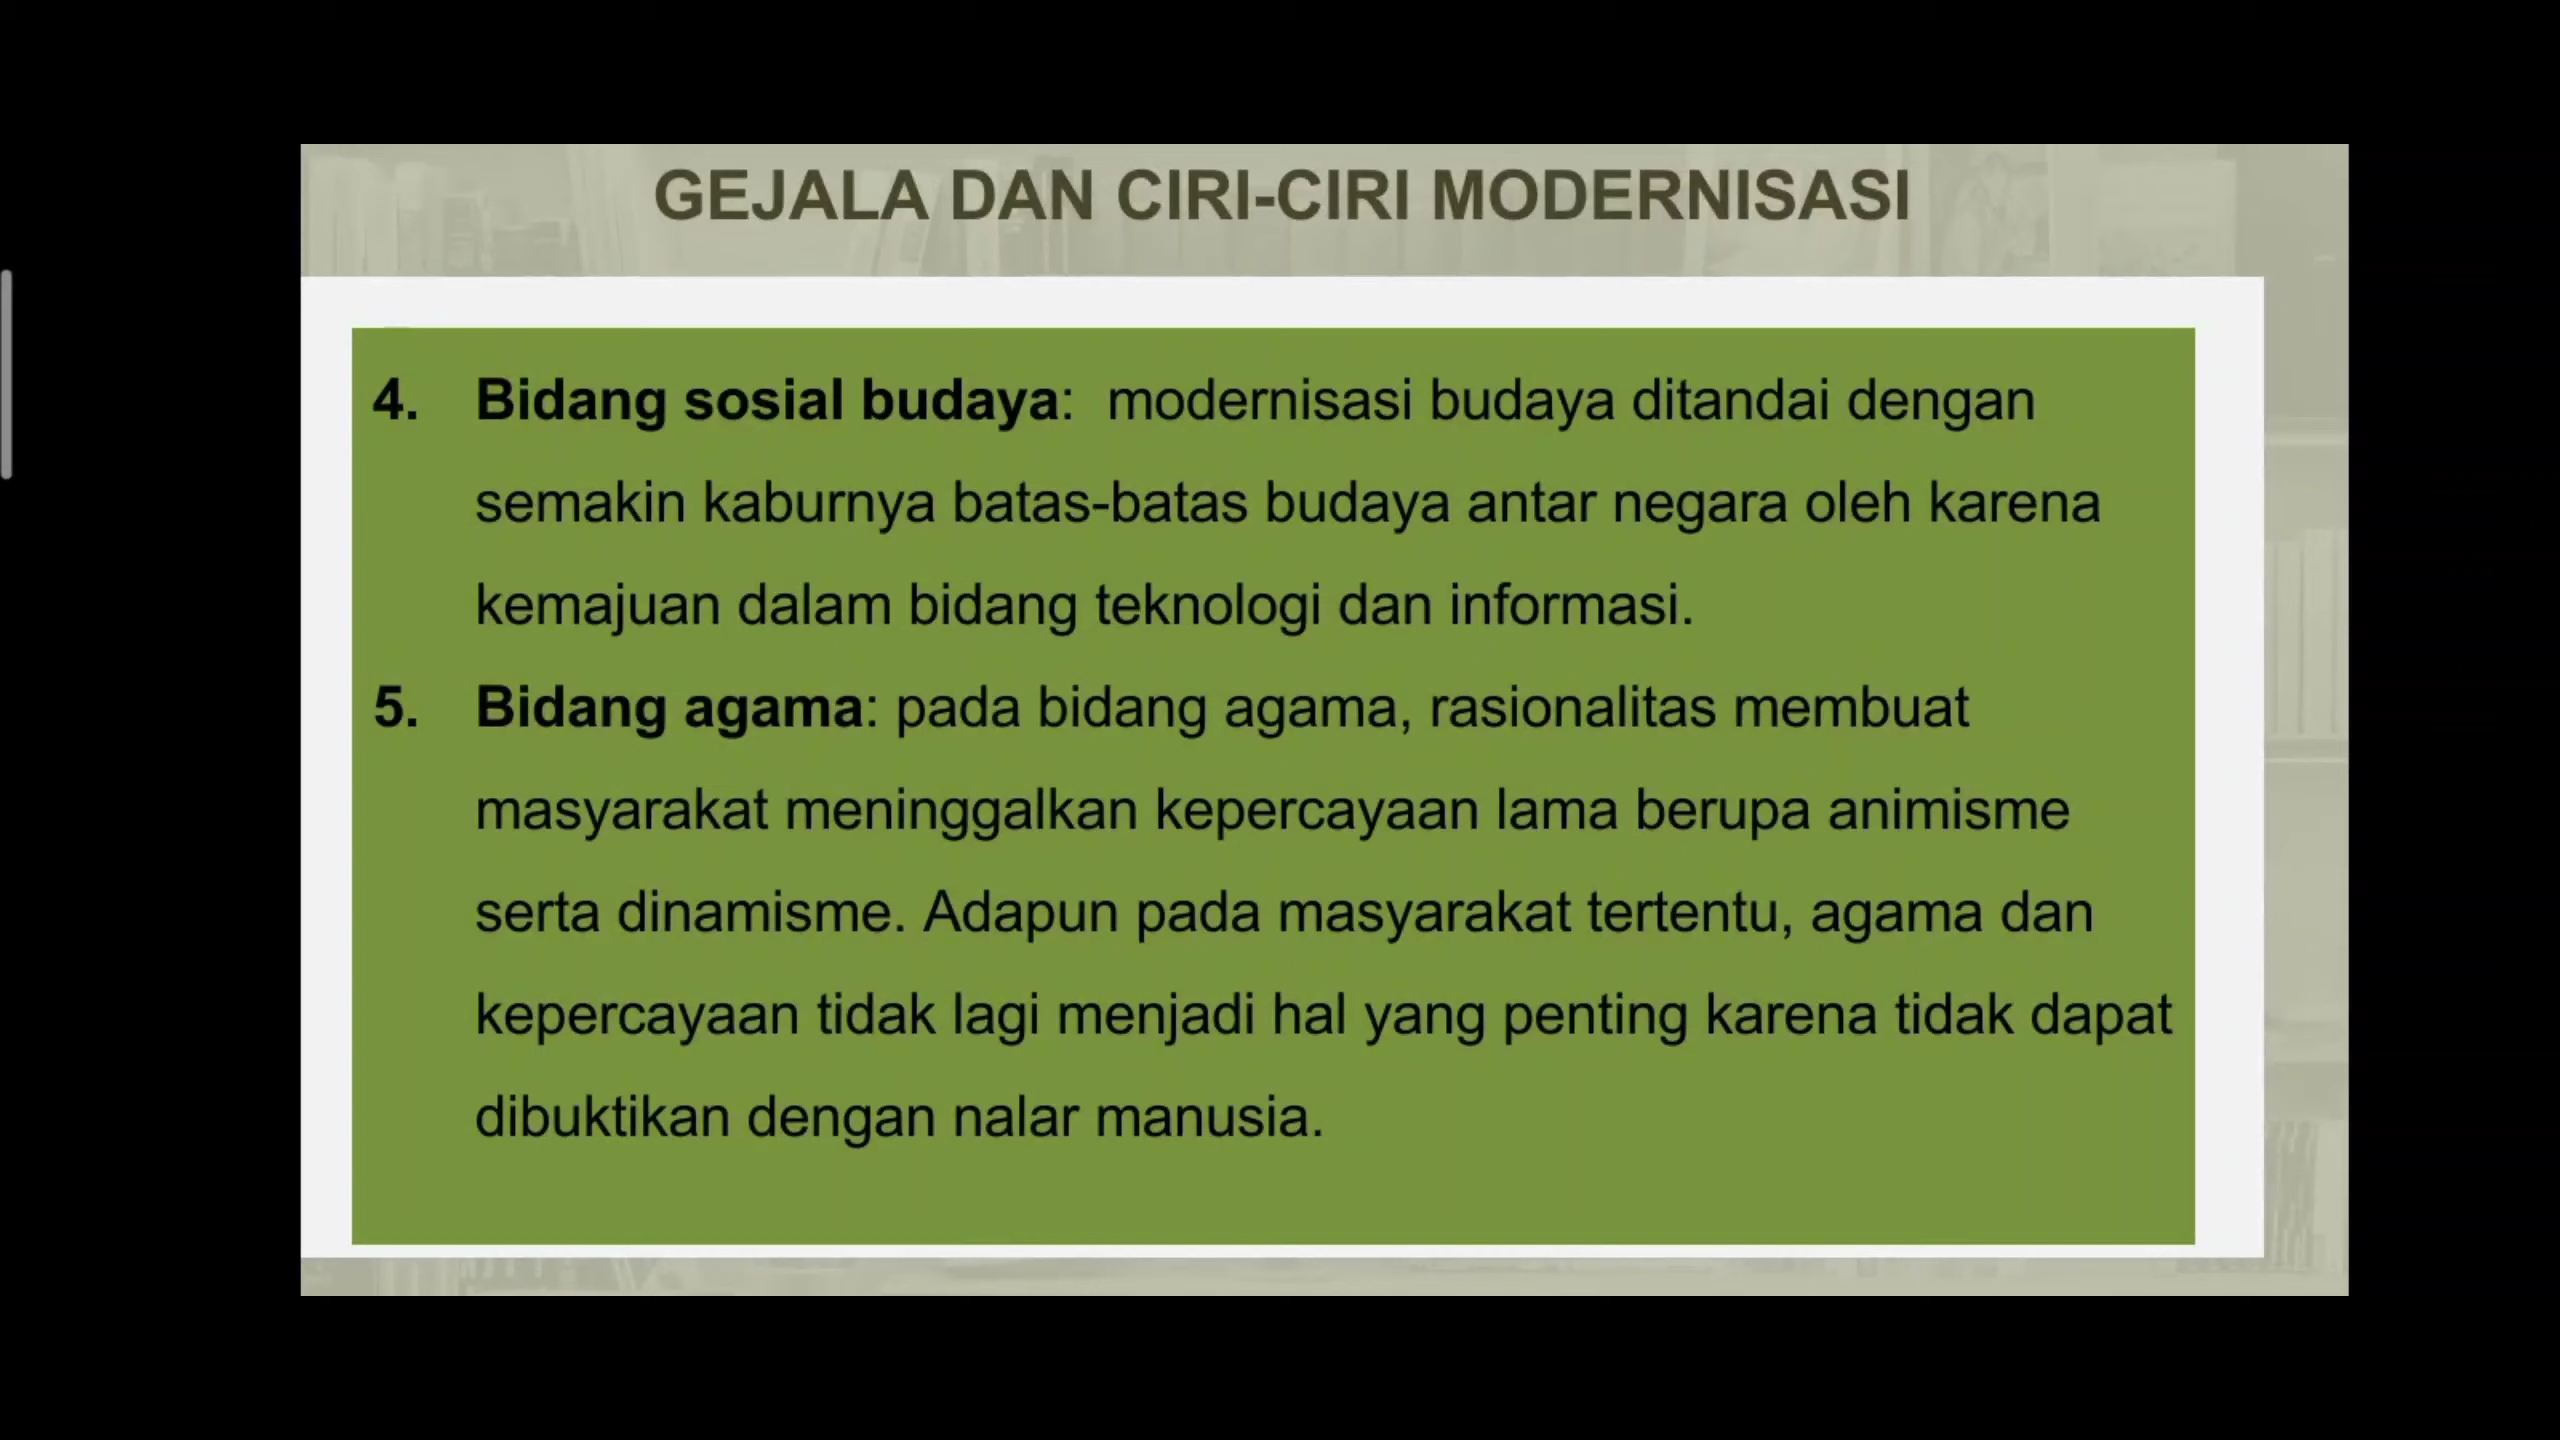 GEJALA DAN CIRI-CIRI MODERNISASI
4. Bidang sosial budaya: modernisasi budaya ditandai dengan
semakin kaburnya batas-batas budaya antar negara oleh karena
kemajuan dalam bidang teknologi dan informasi.
5. Bidang agama: pada bidang agama, rasionalitas membuat
masyarakat meninggalkan kepercayaan lama berupa animisme
serta dinamisme. Adapun pada masyarakat tertentu, agama dan
kepercayaan tidak lagi menjadi hal yang penting karena tidak dapat
dibuktikan dengan nalar manusia.